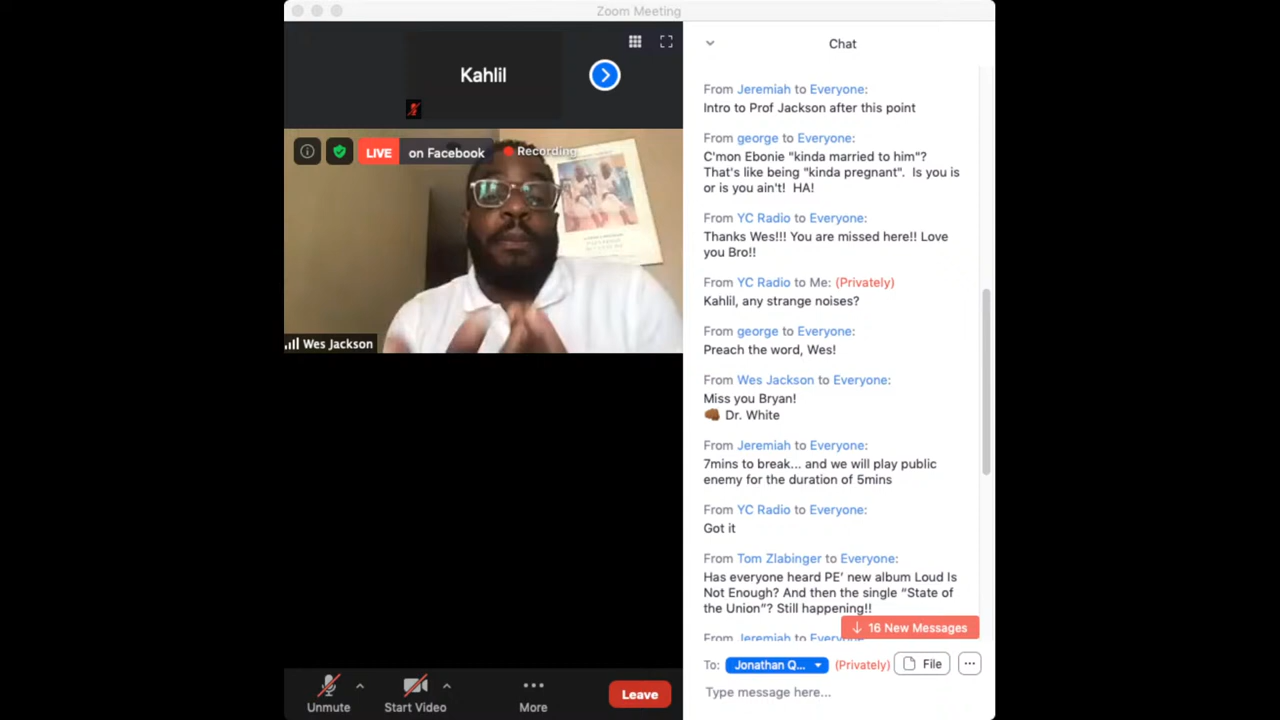 Zoom Meeting
Kahlil
LIVE on Facebook
Recording
Wes Jackson
Unmute
Start Video
More
Leave
Chat
From Jeremiah to Everyone:
Intro to Prof Jackson after this point
From george to Everyone:
C'mon Ebonie "kinda married to him"?
That's like being "kinda pregnant". Is you is
or is you ain't! HA!
From YC Radio to Everyone:
Thanks Wes!!! You are missed here!! Love
you Bro!!
From YC Radio to Me: (Privately)
Kahlil, any strange noises?
From george to Everyone:
Preach the word, Wes!
From Wes Jackson to Everyone:
Miss you Bryan!
👊🏾 Dr. White
From Jeremiah to Everyone:
7mins to break... and we will play public
enemy for the duration of 5mins
From YC Radio to Everyone:
Got it
From Tom Zlabinger to Everyone:
Has everyone heard PE' new album Loud Is
Not Enough? And then the single “State of
the Union”? Still happening!!
From Jeremiah to Everyone:
↓ 16 New Messages
To: Jonathan Q... (Privately) File ...
Type message here...